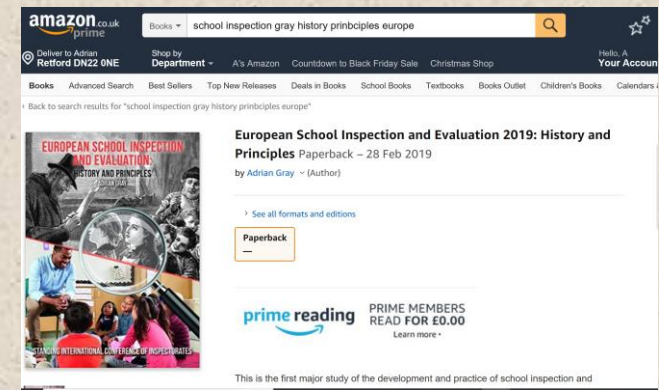 amazon.co.uk
prime
Books
school inspection gray history prinbciples europe
Deliver to Adrian
Retford DN22 0NE
Shop by
Department
A's Amazon
Countdown to Black Friday Sale
Christmas Shop
Hello, A
Your Accoun
Books
Advanced Search
Best Sellers
Top New Releases
Deals in Books
School Books
Textbooks
Books Outlet
Children's Books
Calendars
‹ Back to search results for "school inspection gray history prinbciples europe"
EUROPEAN SCHOOL INSPECTION
AND EVALUATION:
HISTORY AND PRINCIPLES
ADRIAN GRAY
STANDING INTERNATIONAL CONFERENCE OF INSPECTORATES
European School Inspection and Evaluation 2019: History and
Principles Paperback – 28 Feb 2019
by Adrian Gray (Author)
› See all formats and editions
Paperback
—
prime reading
PRIME MEMBERS
READ FOR £0.00
Learn more
This is the first major study of the development and practice of school inspection and